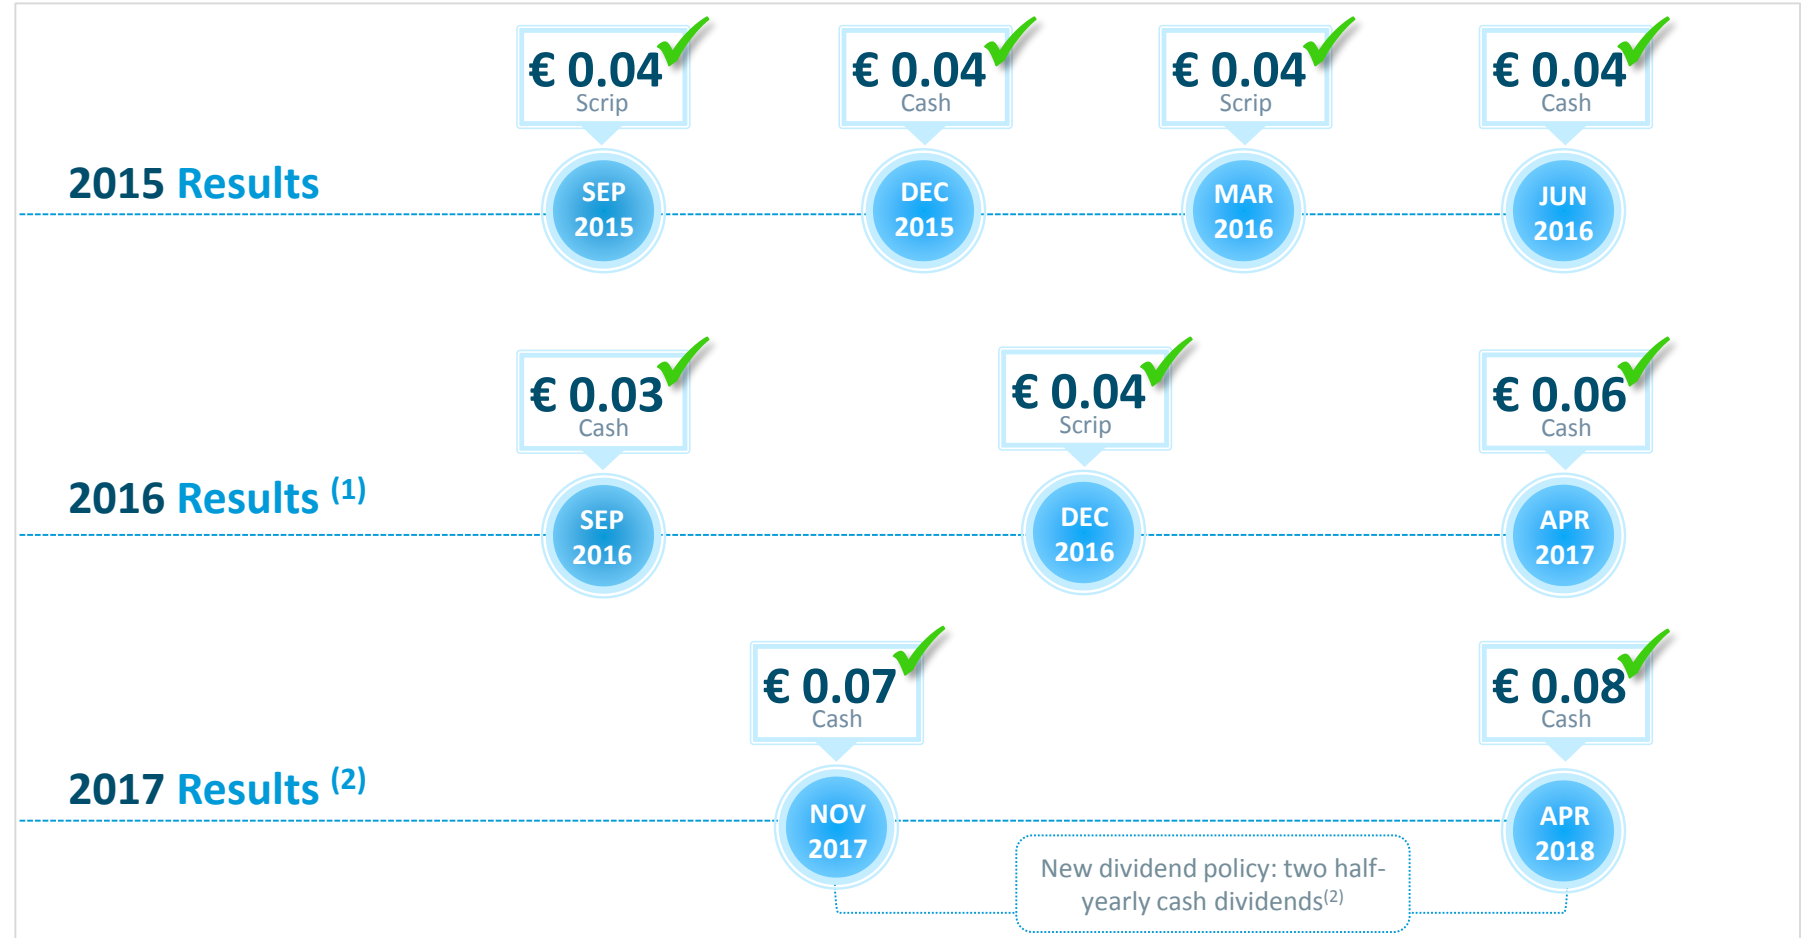 € 0.04
Scrip
€ 0.04
Cash
€ 0.04
Scrip
€ 0.04
Cash
2015 Results
SEP
2015
DEC
2015
MAR
2016
JUN
2016
€ 0.03
Cash
€ 0.04
Scrip
€ 0.06
Cash
2016 Results (1)
SEP
2016
DEC
2016
APR
2017
€ 0.07
Cash
€ 0.08
Cash
2017 Results (2)
NOV
2017
APR
2018
New dividend policy: two half-
yearly cash dividends(2)